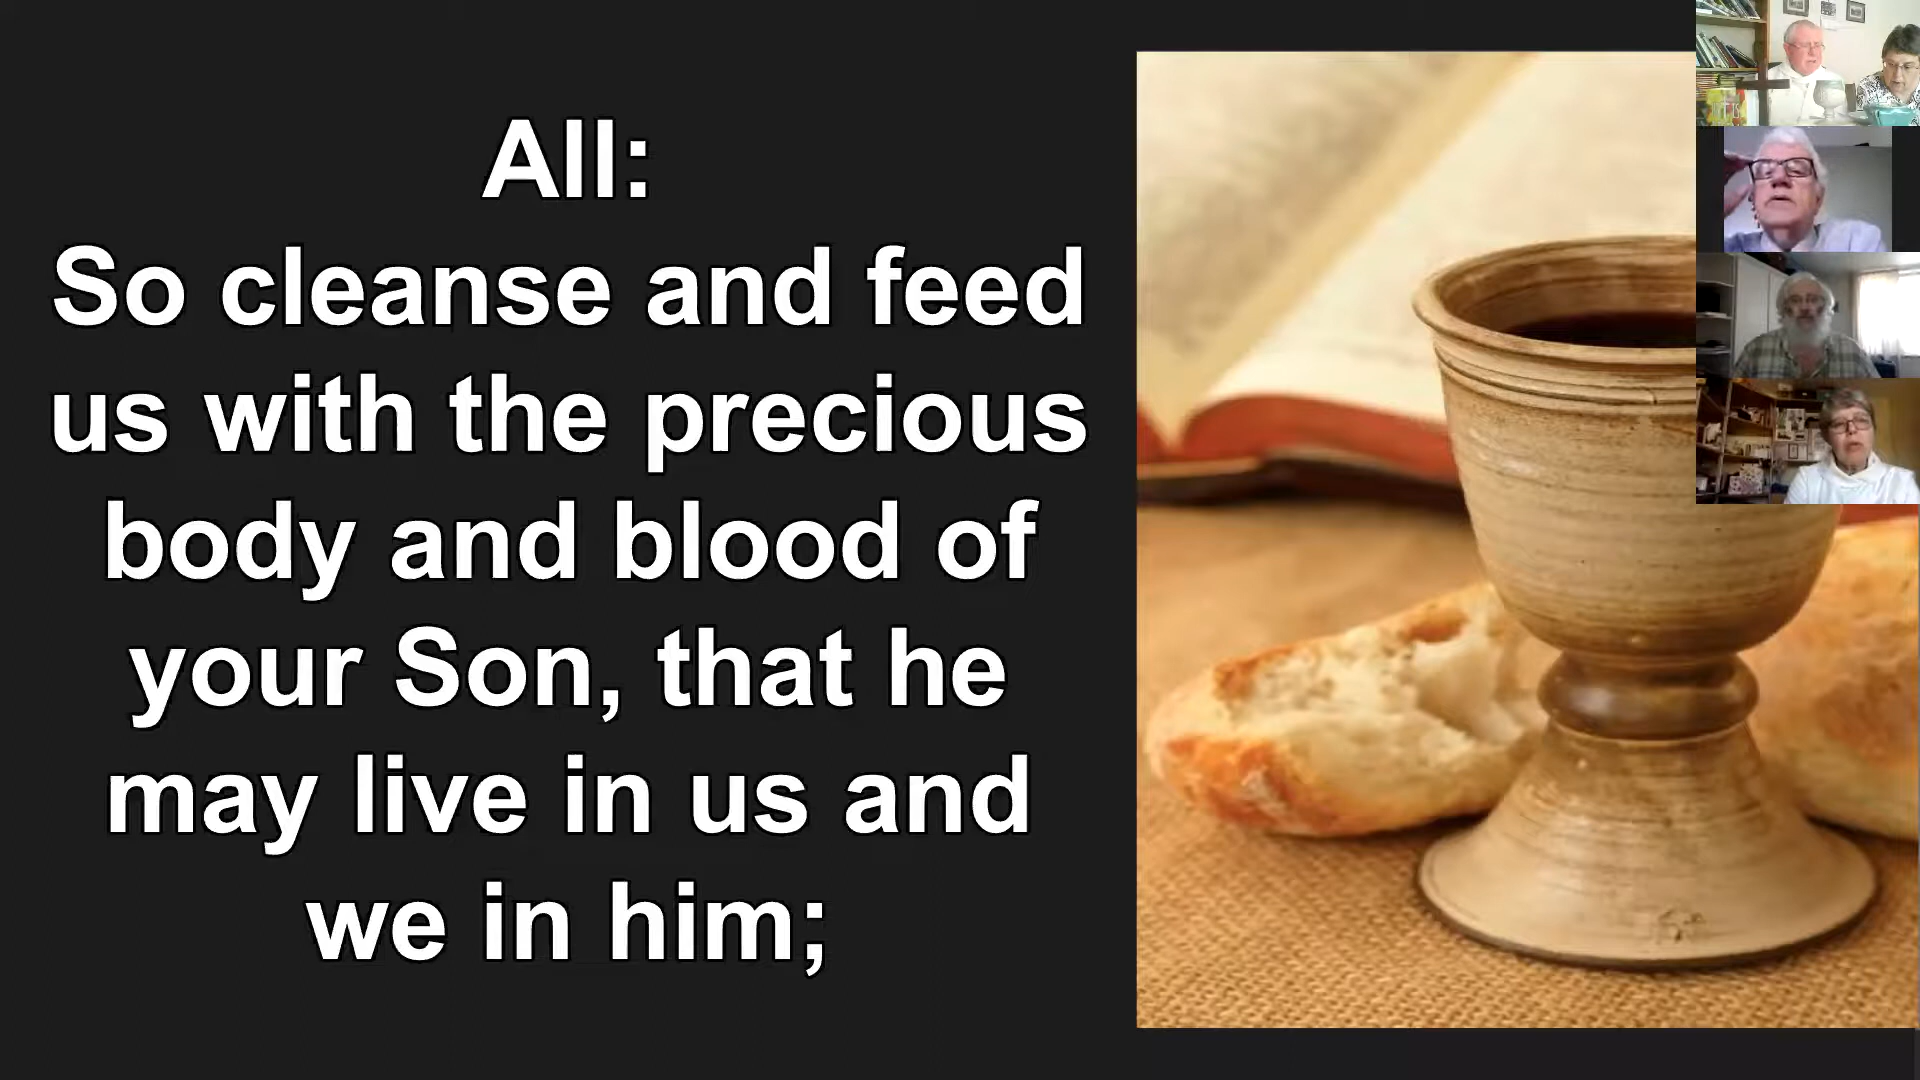 All:
So cleanse and feed
us with the precious
body and blood of
your Son, that he
may live in us and
we in him;